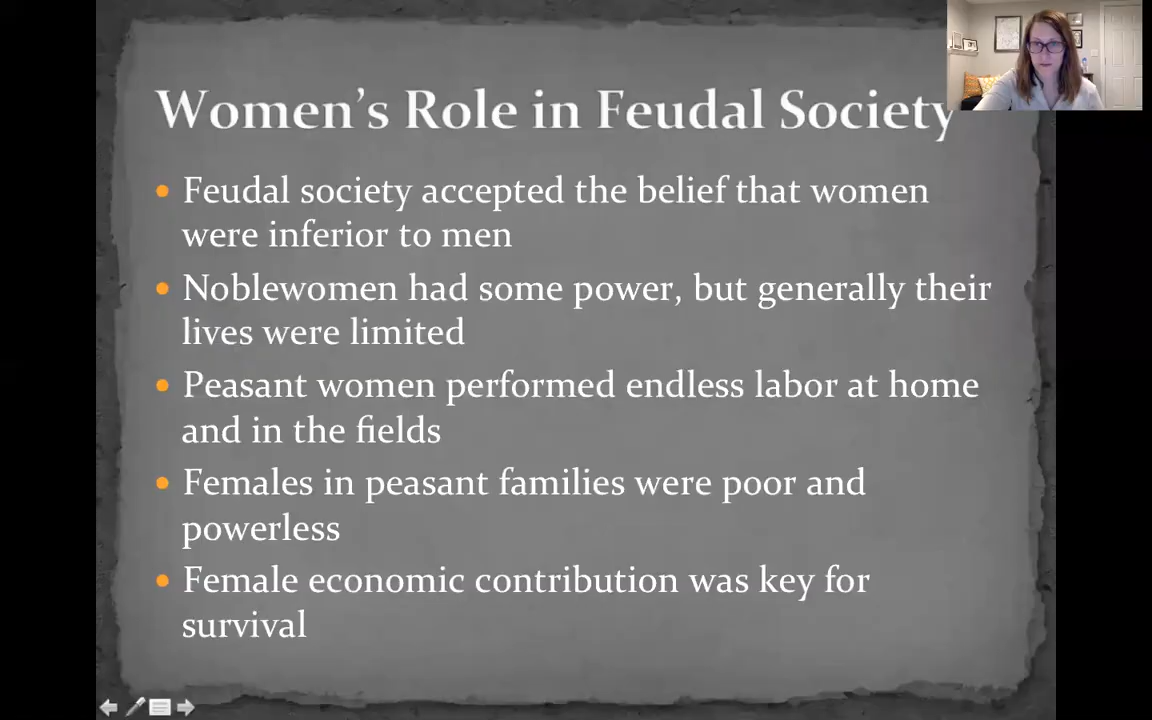 Women's Role in Feudal Society
• Feudal society accepted the belief that women
were inferior to men
• Noblewomen had some power, but generally their
lives were limited
• Peasant women performed endless labor at home
and in the fields
• Females in peasant families were poor and
powerless
• Female economic contribution was key for
survival